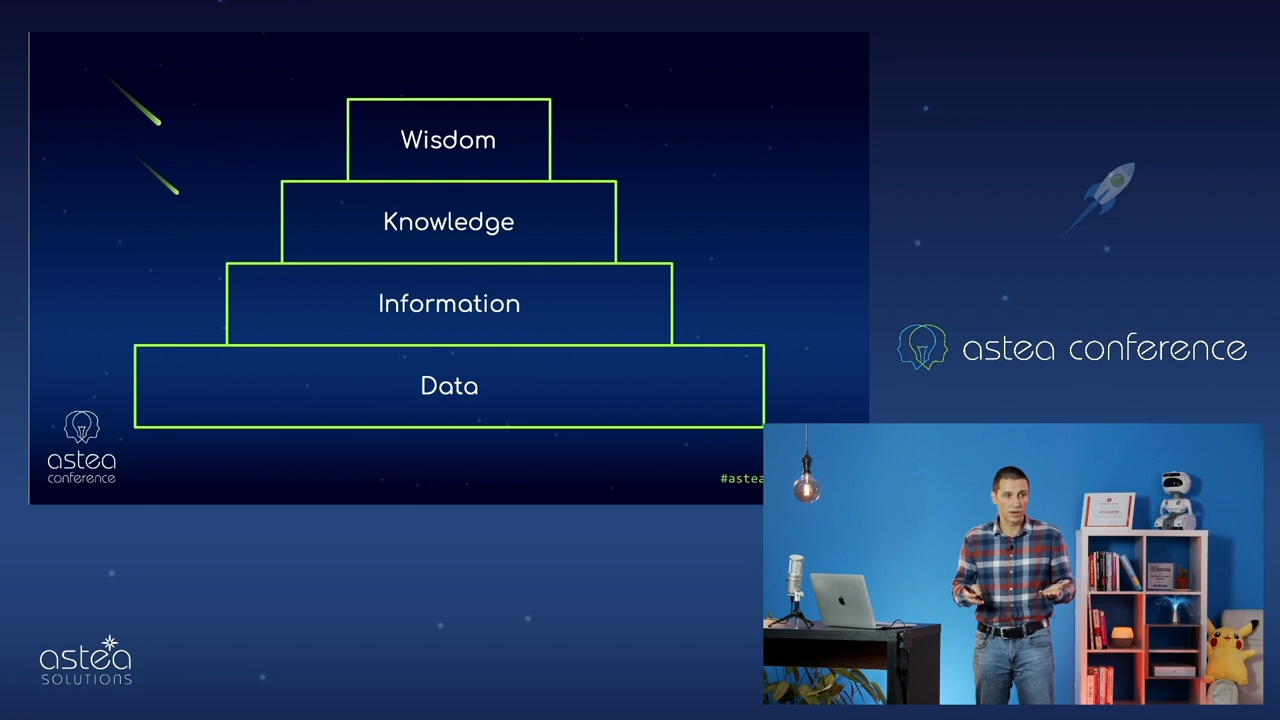 Wisdom
Knowledge
Information
Data
astea
conference
#astea
astea conference
astea
SOLUTIONS